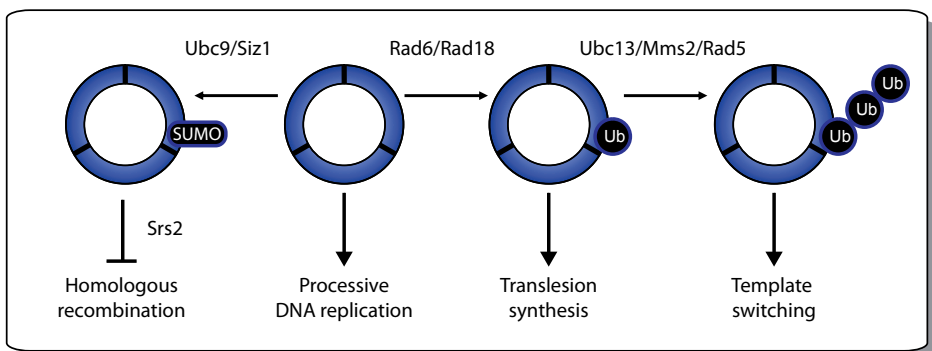 Ubc9/Siz1
Rad6/Rad18
Ubc13/Mms2/Rad5
SUMO
Ub
Ub
Ub
Ub
Srs2
Homologous
recombination
Processive
DNA replication
Translesion
synthesis
Template
switching